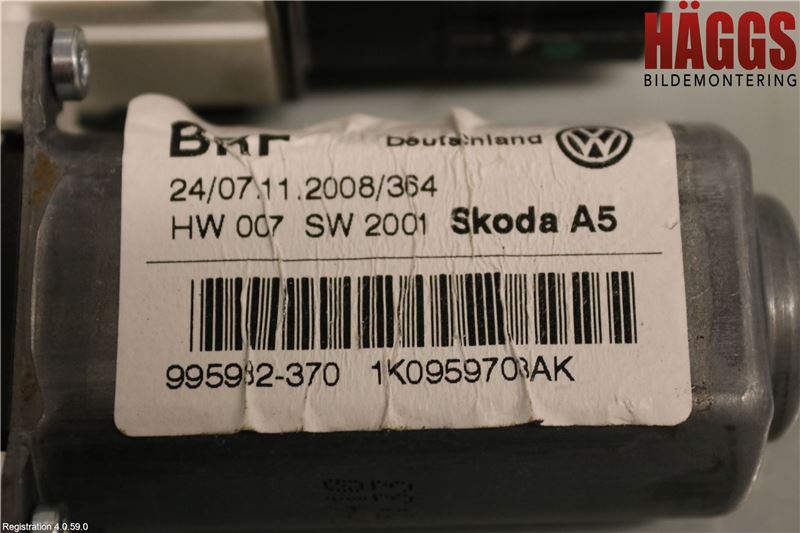 HÄGGS
BILDEMONTERING
Deutschland VW
24/07.11.2008/364
HW 007 SW 2001 Skoda A5
995982-370 1K0959703AK
Registration 4.0.59.0